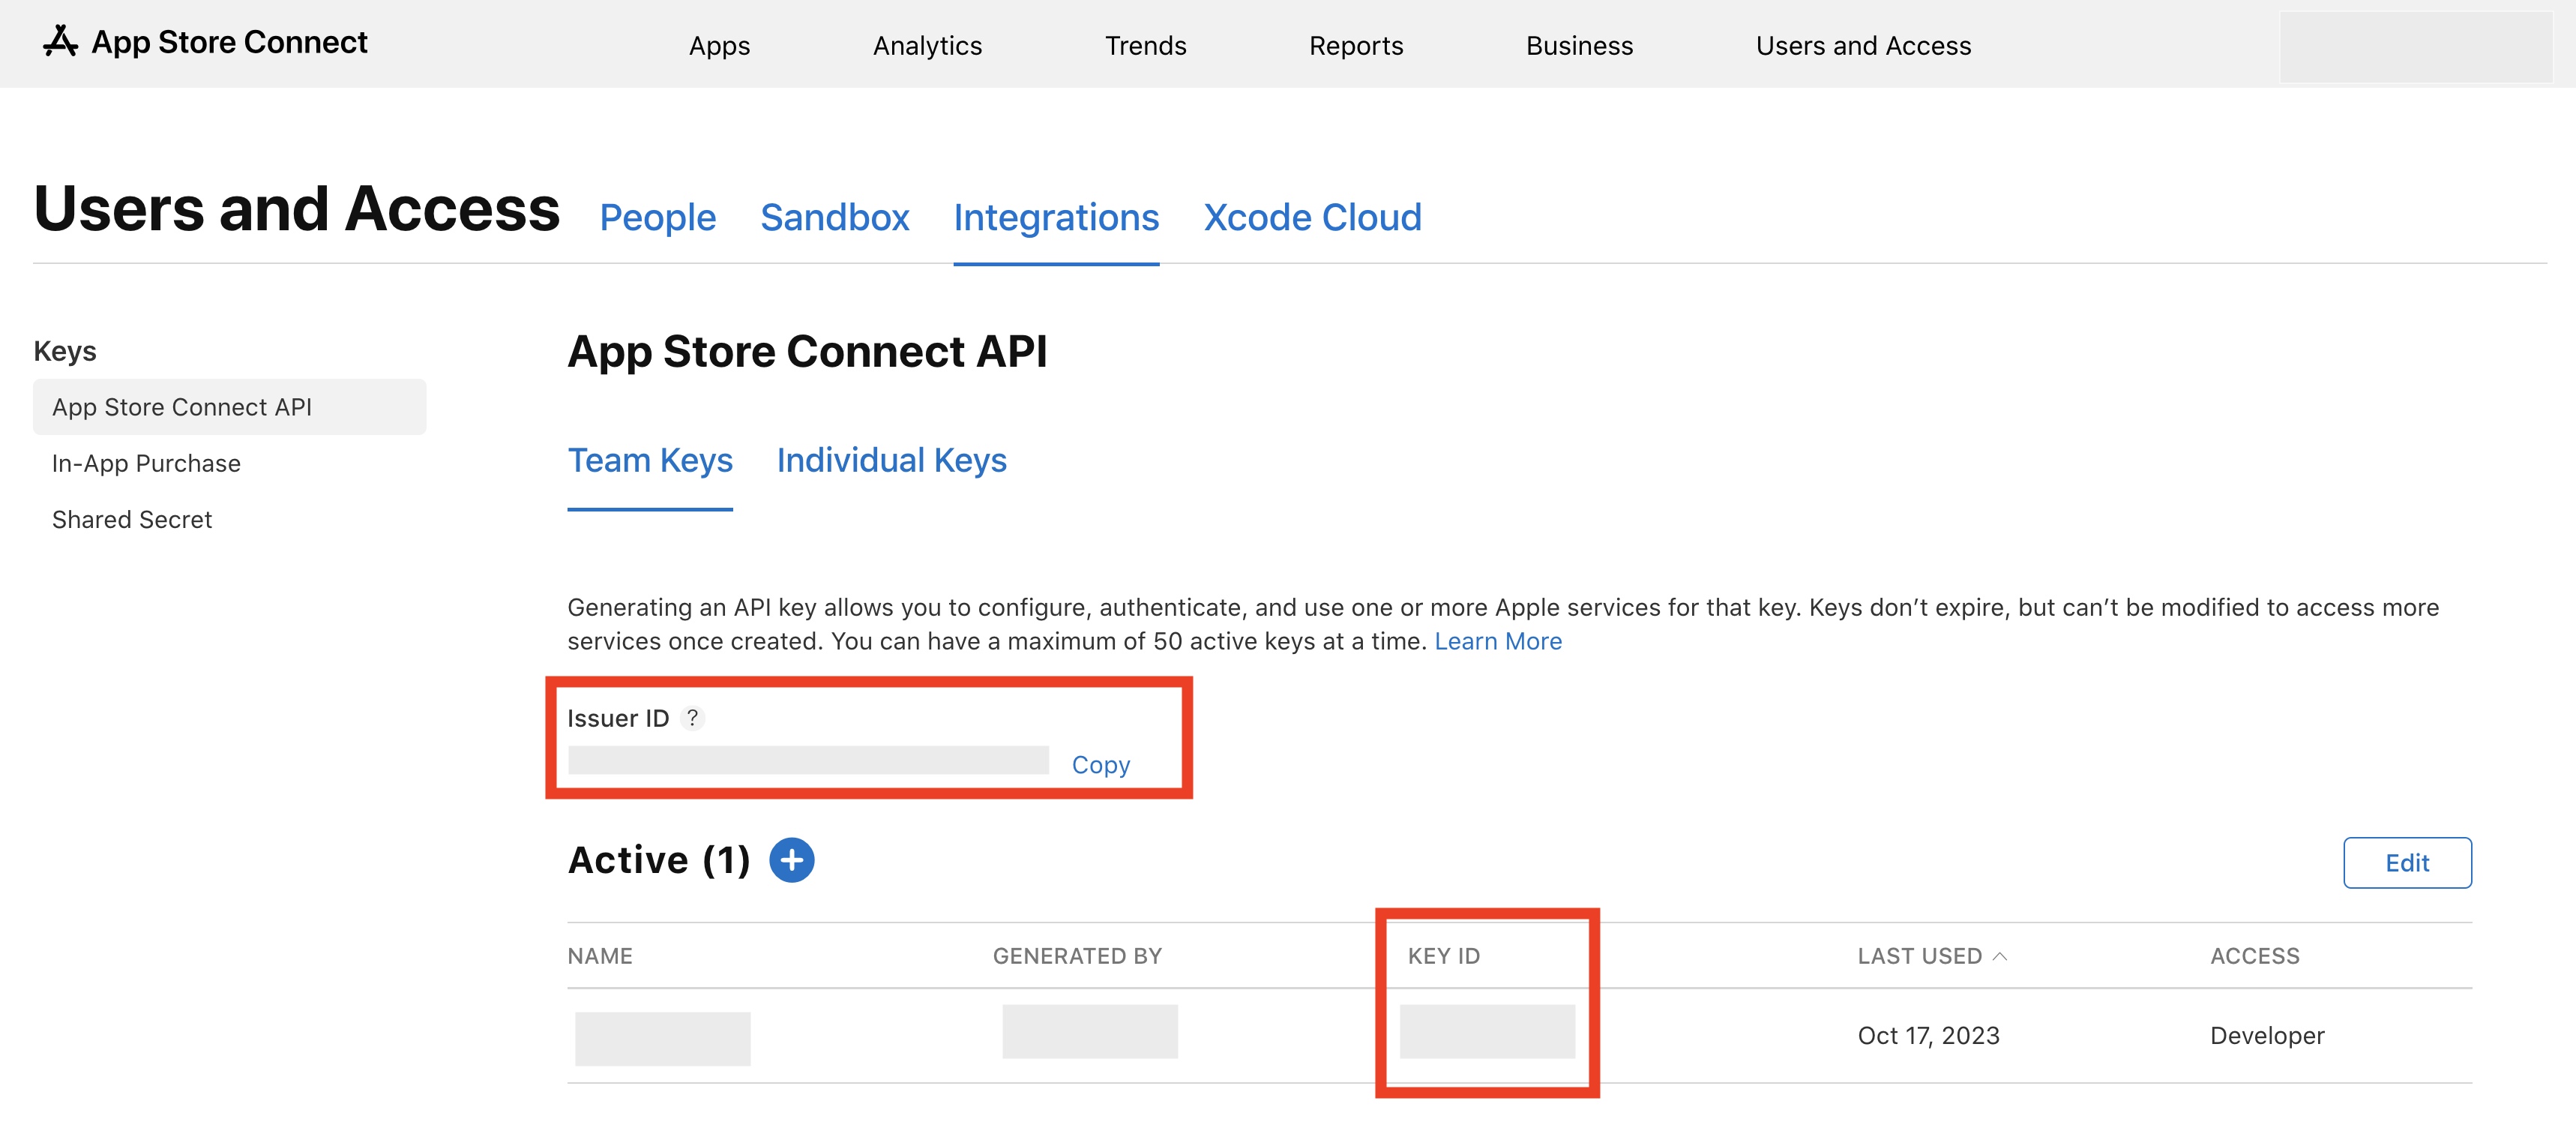 App Store Connect
Apps
Analytics
Trends
Reports
Business
Users and Access
Users and Access
People
Sandbox
Integrations
Xcode Cloud
Keys
App Store Connect API
In-App Purchase
Shared Secret
App Store Connect API
Team Keys
Individual Keys
Generating an API key allows you to configure, authenticate, and use one or more Apple services for that key. Keys don’t expire, but can’t be modified to access more
services once created. You can have a maximum of 50 active keys at a time. Learn More
Issuer ID ?
Copy
Active (1)
Edit
NAME
GENERATED BY
KEY ID
LAST USED
ACCESS
Oct 17, 2023
Developer